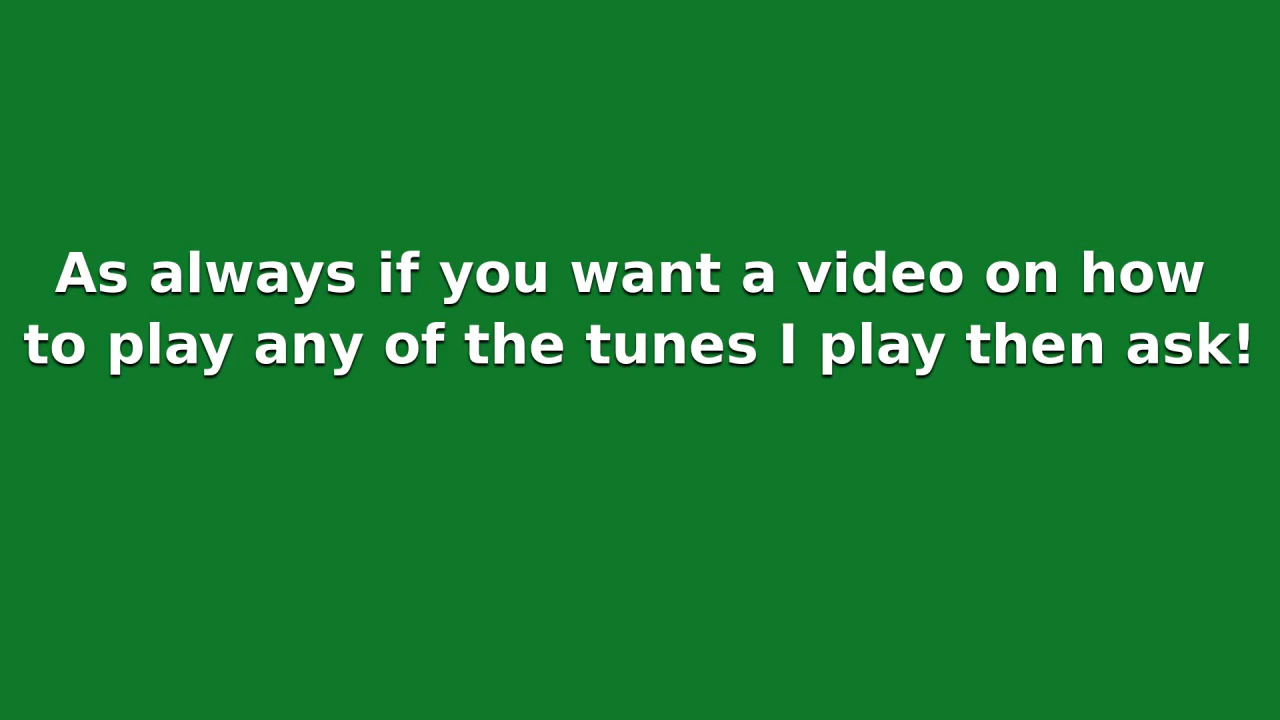 As always if you want a video on how
to play any of the tunes I play then ask!